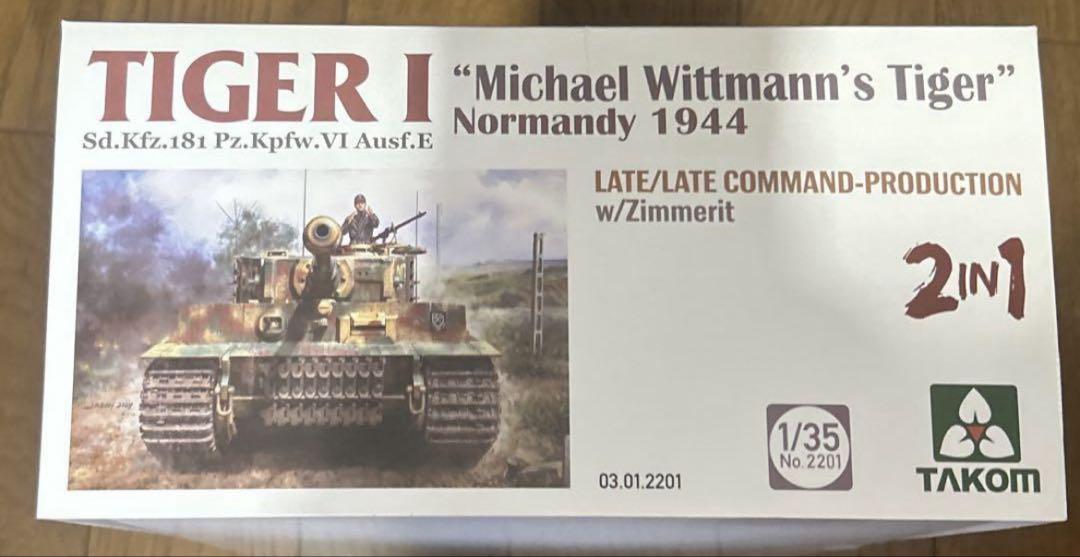 TIGER I
Sd.Kfz.181 Pz.Kpfw.VI Ausf.E
“Michael Wittmann’s Tiger”
Normandy 1944
LATE/LATE COMMAND-PRODUCTION
w/Zimmerit
2IN1
03.01.2201
1/35
No.2201
TAKOM